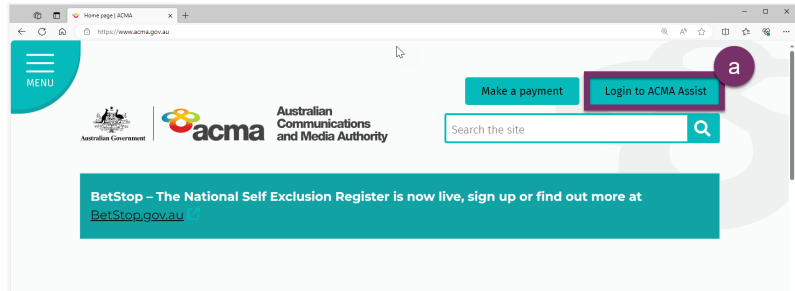 Home page | ACMA
https://www.acma.gov.au
MENU
a
Make a payment
Login to ACMA Assist
Australian Government
acma
Australian
Communications
and Media Authority
Search the site
BetStop – The National Self Exclusion Register is now live, sign up or find out more at
BetStop.gov.au